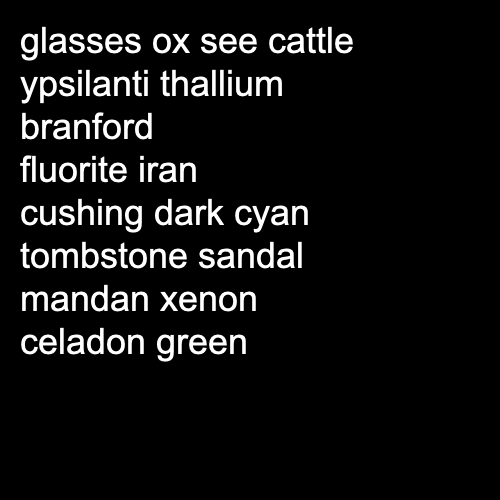 glasses ox see cattle
ypsilanti thallium
branford
fluorite iran
cushing dark cyan
tombstone sandal
mandan xenon
celadon green